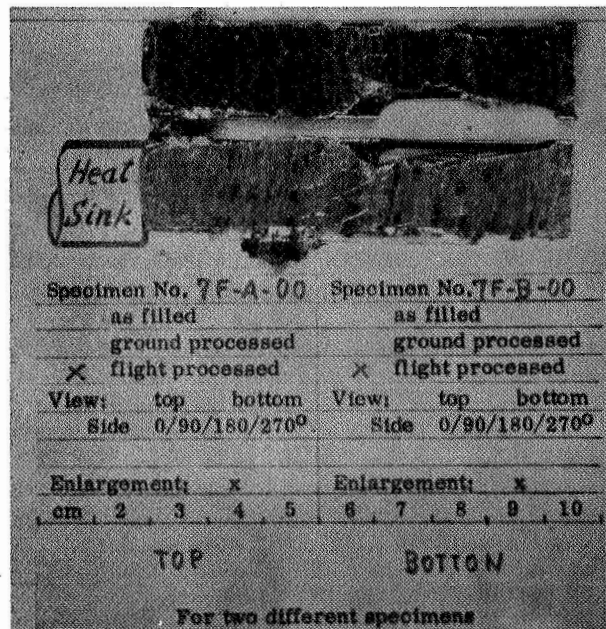 Heat
Sink
Specimen No. 7F-A-00 Specimen No. 7F-B-00
as filled as filled
ground processed ground processed
x flight processed x flight processed
View: top bottom View: top bottom
Side 0/90/180/270° Side 0/90/180/270°
Enlargement: x Enlargement: x
cm 2 3 4 5 6 7 8 9 10
TOP BOTTON
For two different specimens